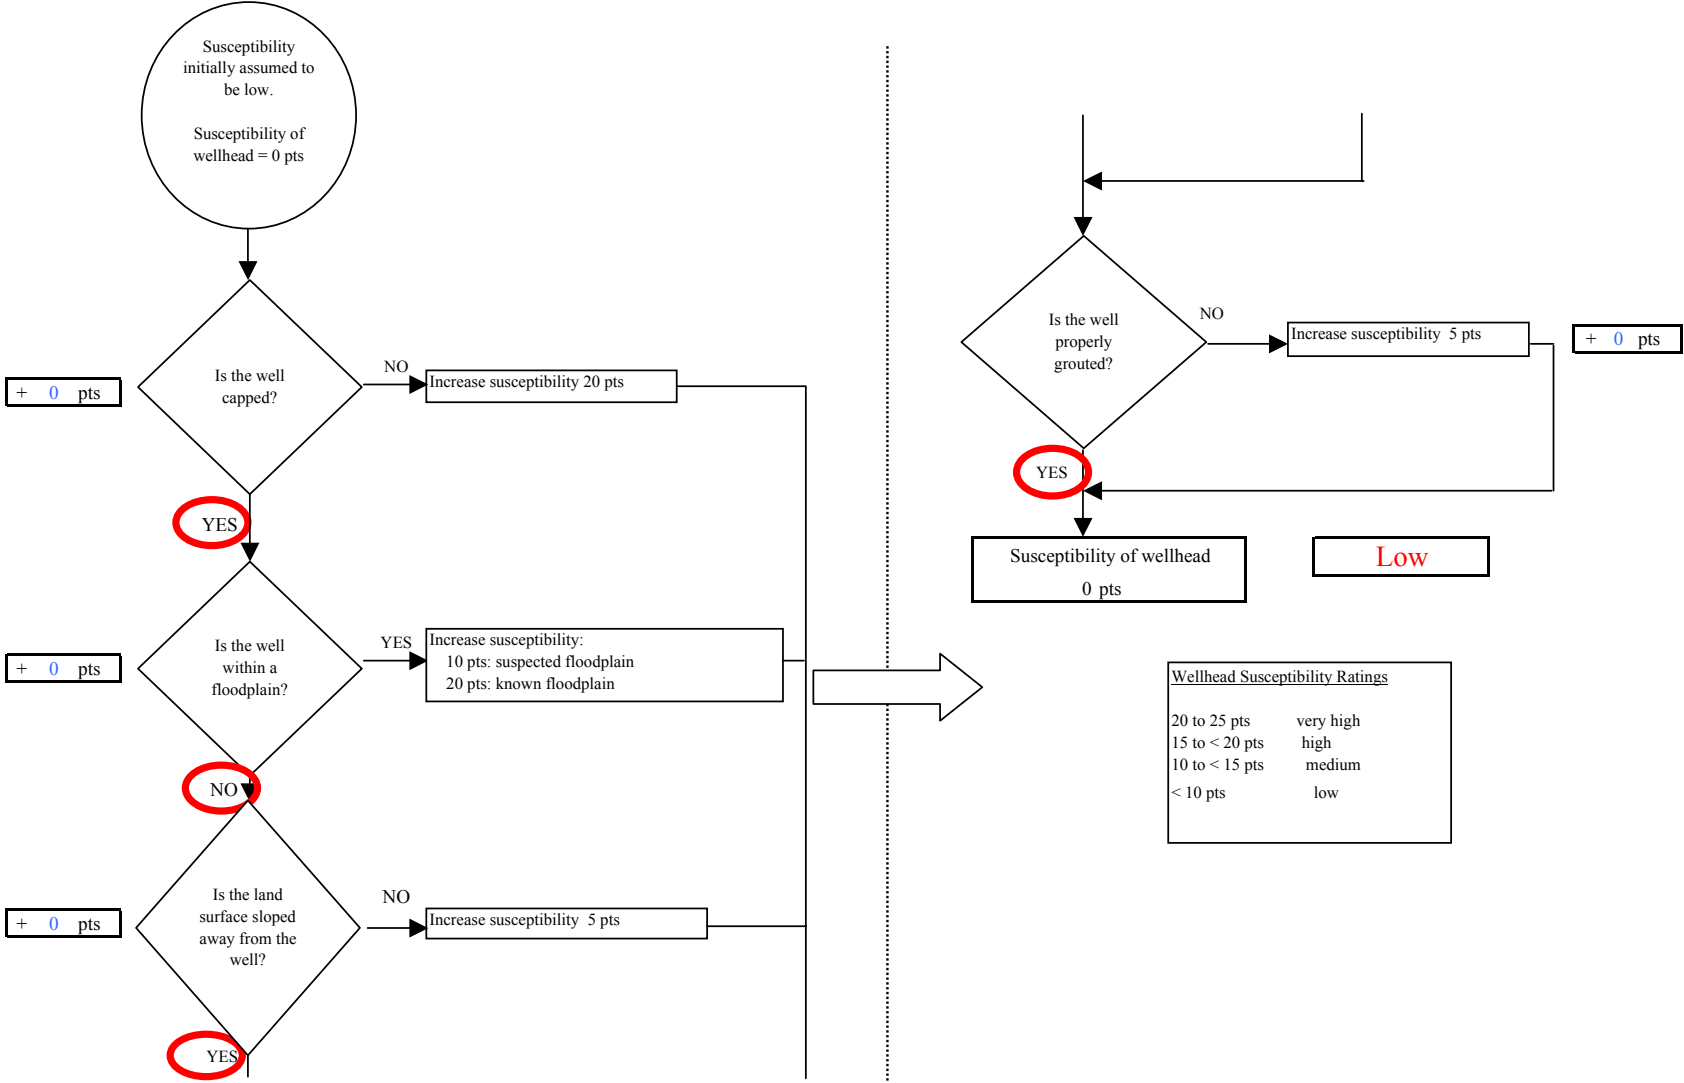 Susceptibility
initially assumed to
be low.
Susceptibility of
wellhead = 0 pts
Is the well
capped?
NO
Increase susceptibility 20 pts
+ 0 pts
YES
Is the well
within a
floodplain?
YES
Increase susceptibility:
10 pts: suspected floodplain
20 pts: known floodplain
+ 0 pts
NO
Is the land
surface sloped
away from the
well?
NO
Increase susceptibility 5 pts
+ 0 pts
YES
Is the well
properly
grouted?
NO
Increase susceptibility 5 pts
+ 0 pts
YES
Susceptibility of wellhead
0 pts
Low
Wellhead Susceptibility Ratings
20 to 25 pts very high
15 to < 20 pts high
10 to < 15 pts medium
< 10 pts low